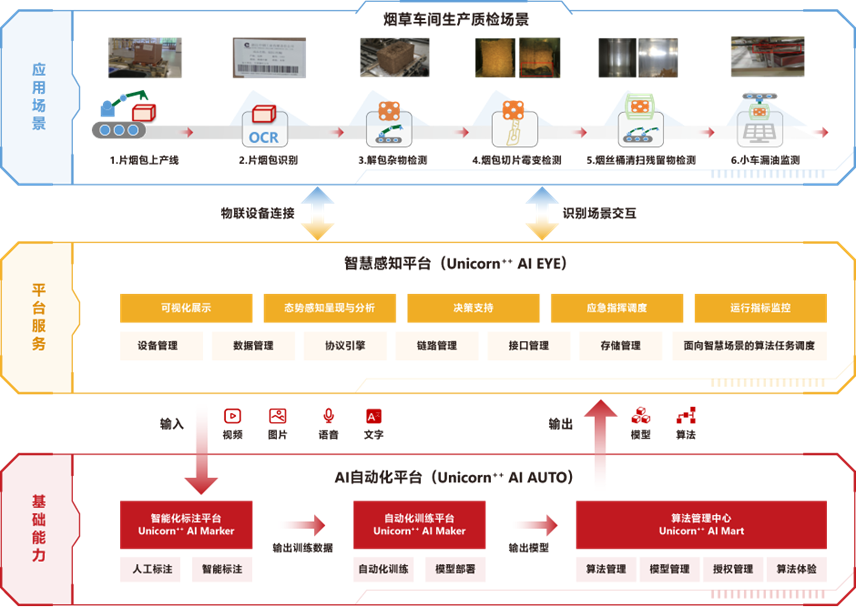 烟草车间生产质检场景
应用场景
OCR
1.片烟包上产线
2.片烟包识别
3.解包杂物检测
4.烟包切片霉变检测
5.烟丝桶清扫残留物检测
6.小车漏油监测
物联设备连接
识别场景交互
平台服务
智慧感知平台（Unicorn⁺⁺ AI EYE）
可视化展示
态势感知呈现与分析
决策支持
应急指挥调度
运行指标监控
设备管理
数据管理
协议引擎
链路管理
接口管理
存储管理
面向智慧场景的算法任务调度
输入
视频
图片
语音
A
文字
输出
模型
算法
基础能力
AI自动化平台（Unicorn⁺⁺ AI AUTO）
智能化标注平台
Unicorn⁺⁺ AI Marker
输出训练数据
自动化训练平台
Unicorn⁺⁺ AI Maker
输出模型
算法管理中心
Unicorn⁺⁺ AI Mart
人工标注
智能标注
自动化训练
模型部署
算法管理
模型管理
授权管理
算法体验